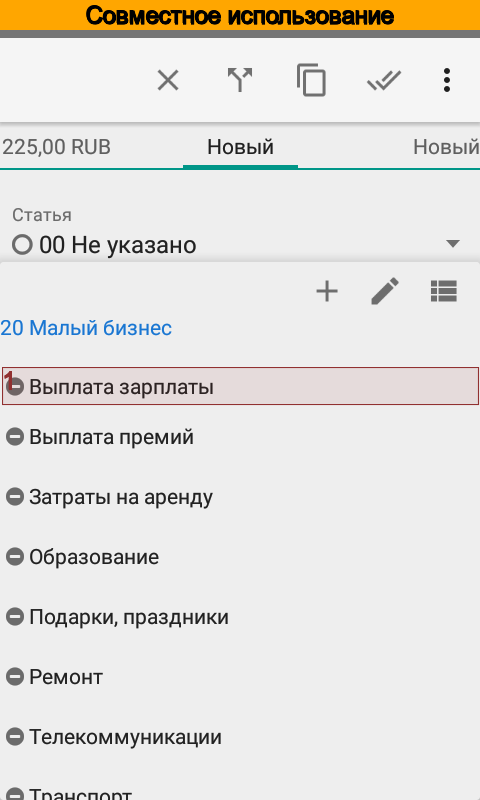 Совместное использование
225,00 RUB Новый Новый
Статья
00 Не указано
20 Малый бизнес
1
Выплата зарплаты
Выплата премий
Затраты на аренду
Образование
Подарки, праздники
Ремонт
Телекоммуникации
Транспорт